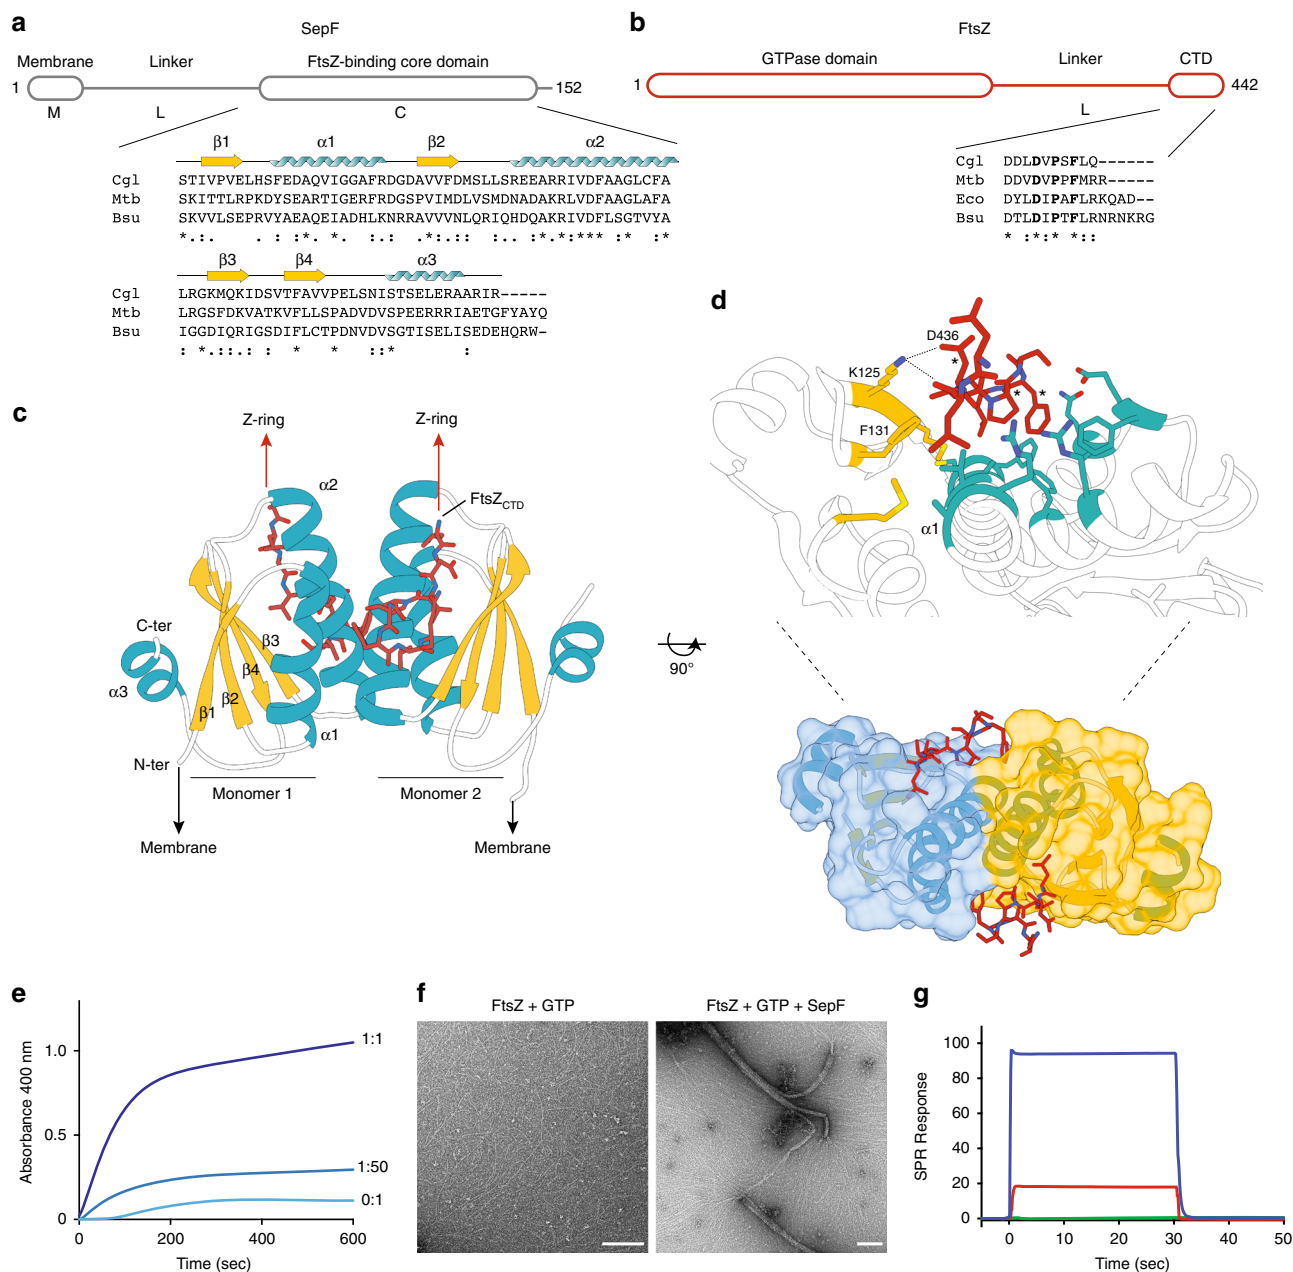 a
SepF
Membrane
Linker
FtsZ-binding core domain
1
152
M
L
C
β1
α1
β2
α2
Cgl STIVPVELHSFEDAQVIGGAFRDGDAVVFDMSLLSREEARRIVDFAAGLCFA
Mtb SKITTLRPKDYSEARTIGERFRDGSPVIMDLVSMDNADAKRLVDFAAGLAFA
Bsu SKVVLSEPRVYAEAQEIADHLKNRRAVVVNLQRIQHDQAKRIVDFLSGTVYA
β3
β4
α3
Cgl LRGKMQKIDSVTFAVVPELSNISTSELERAARIR-----
Mtb LRGSFDKVATKVFLLSPADVDVSPEERRRIAETGFYAYQ
Bsu IGGDIQRIGSDIFLCTPDNVDVSGTISELISEDEHQRW-
b
FtsZ
GTPase domain
Linker
CTD
1
442
L
Cgl DDLDVPSFLQ------
Mtb DDVDVPPFMRR-----
Eco DYLDIPAFLRKQAD--
Bsu DTLDIPTFLRNRNKRG
* :*:* *::
c
Z-ring
Z-ring
α2
FtsZCTD
C-ter
β3
β4
α3
β2
β1
α1
N-ter
Monomer 1
Monomer 2
Membrane
Membrane
d
D436
*
K125
* *
F131
α1
90°
e
Absorbance 400 nm
1.0
0.5
0
1:1
1:50
0:1
0 200 400 600
Time (sec)
f
FtsZ + GTP
FtsZ + GTP + SepF
g
SPR Response
100
80
60
40
20
0
0 10 20 30 40 50
Time (sec)